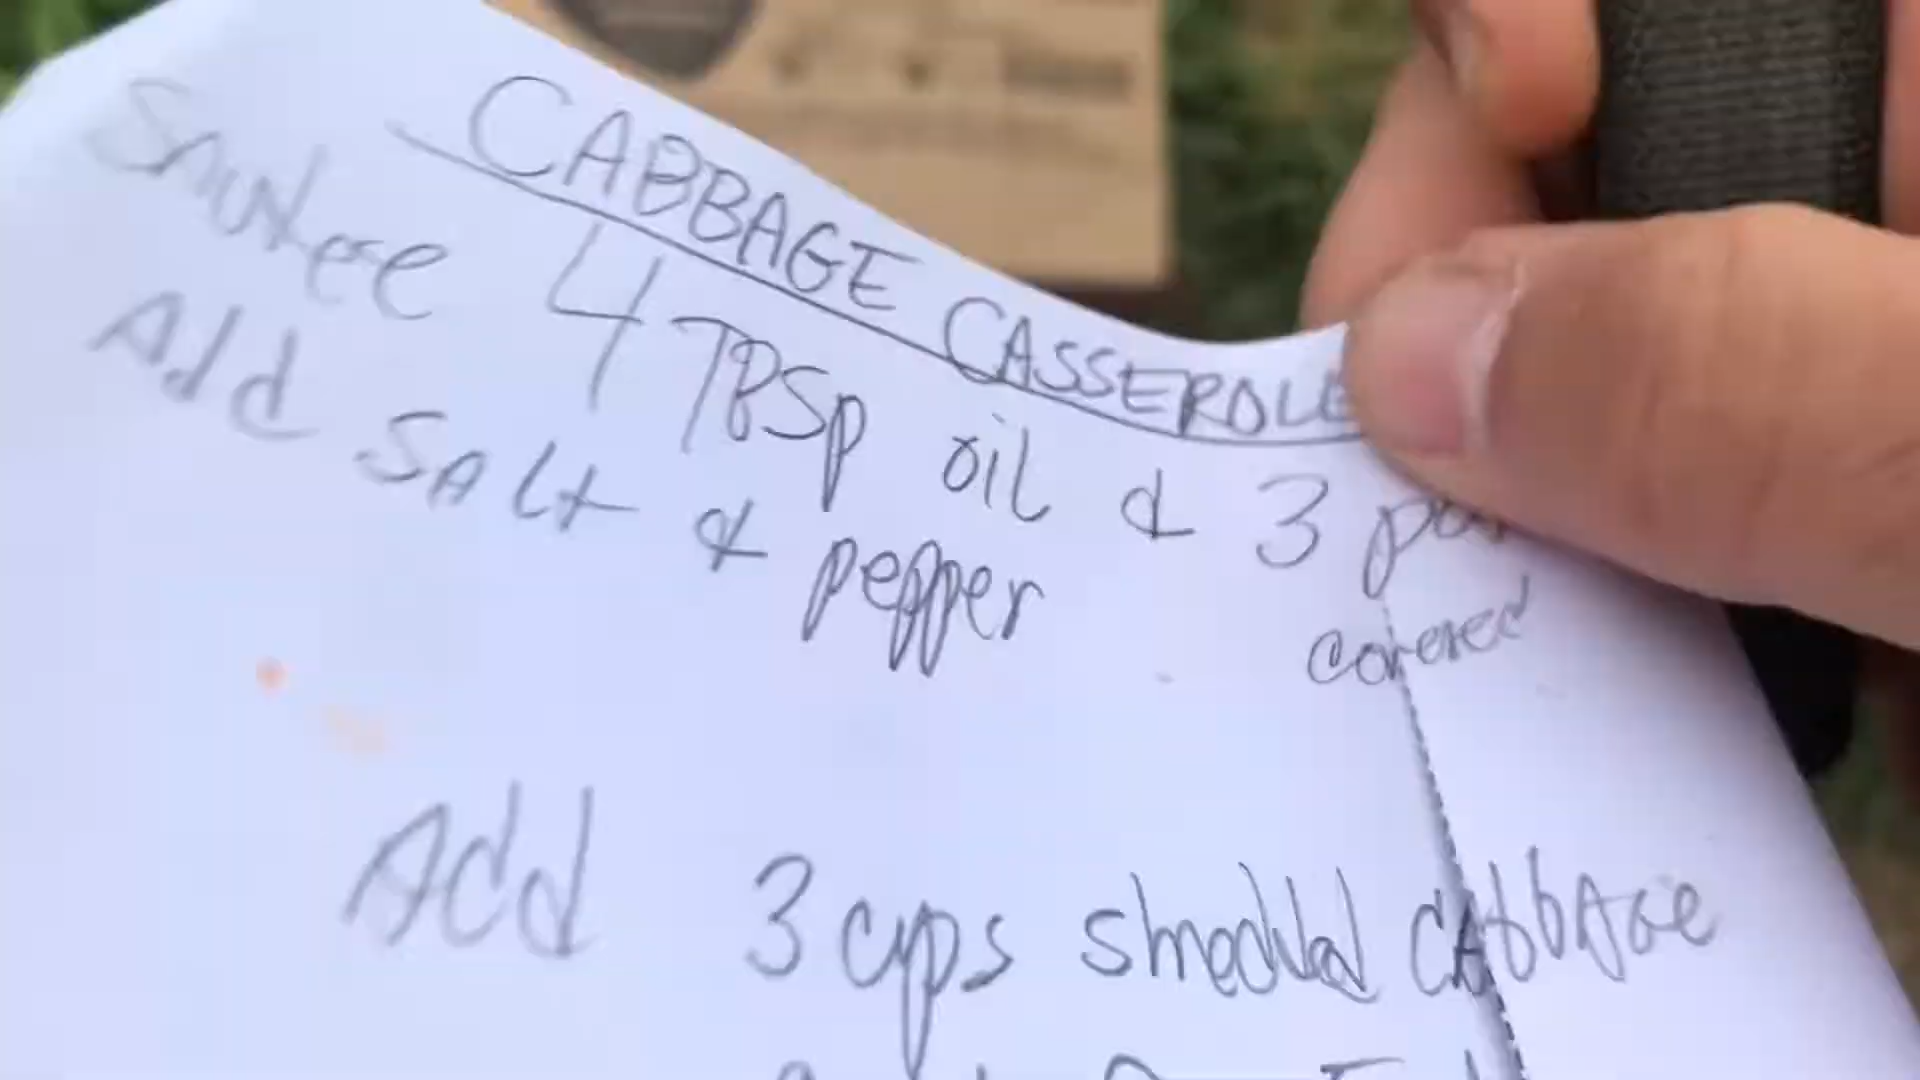 CABBAGE CASSEROLE
Sautee 4 TBSp oil & 3
Add SAlt & pepper
covered
Add 3 cups shredded CAbbAge